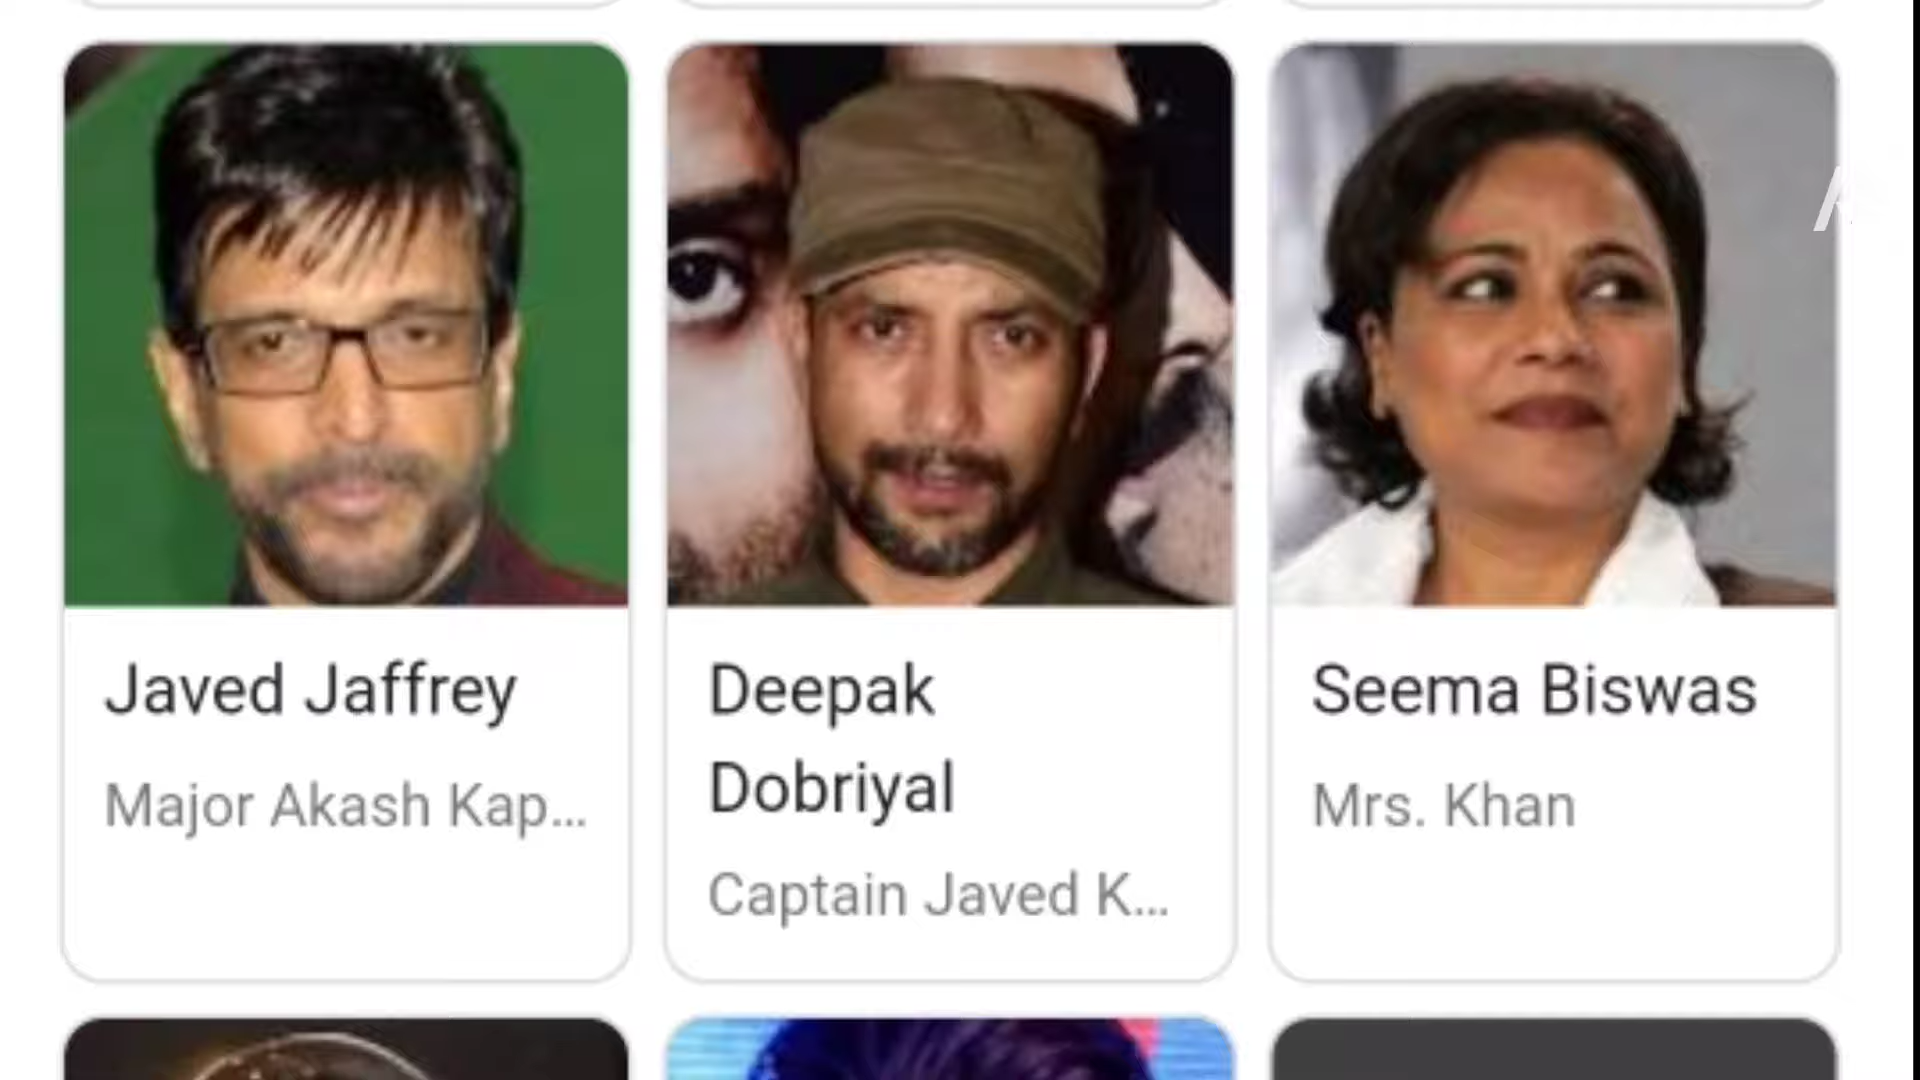 Javed Jaffrey
Major Akash Kap...
Deepak
Dobriyal
Captain Javed K...
Seema Biswas
Mrs. Khan